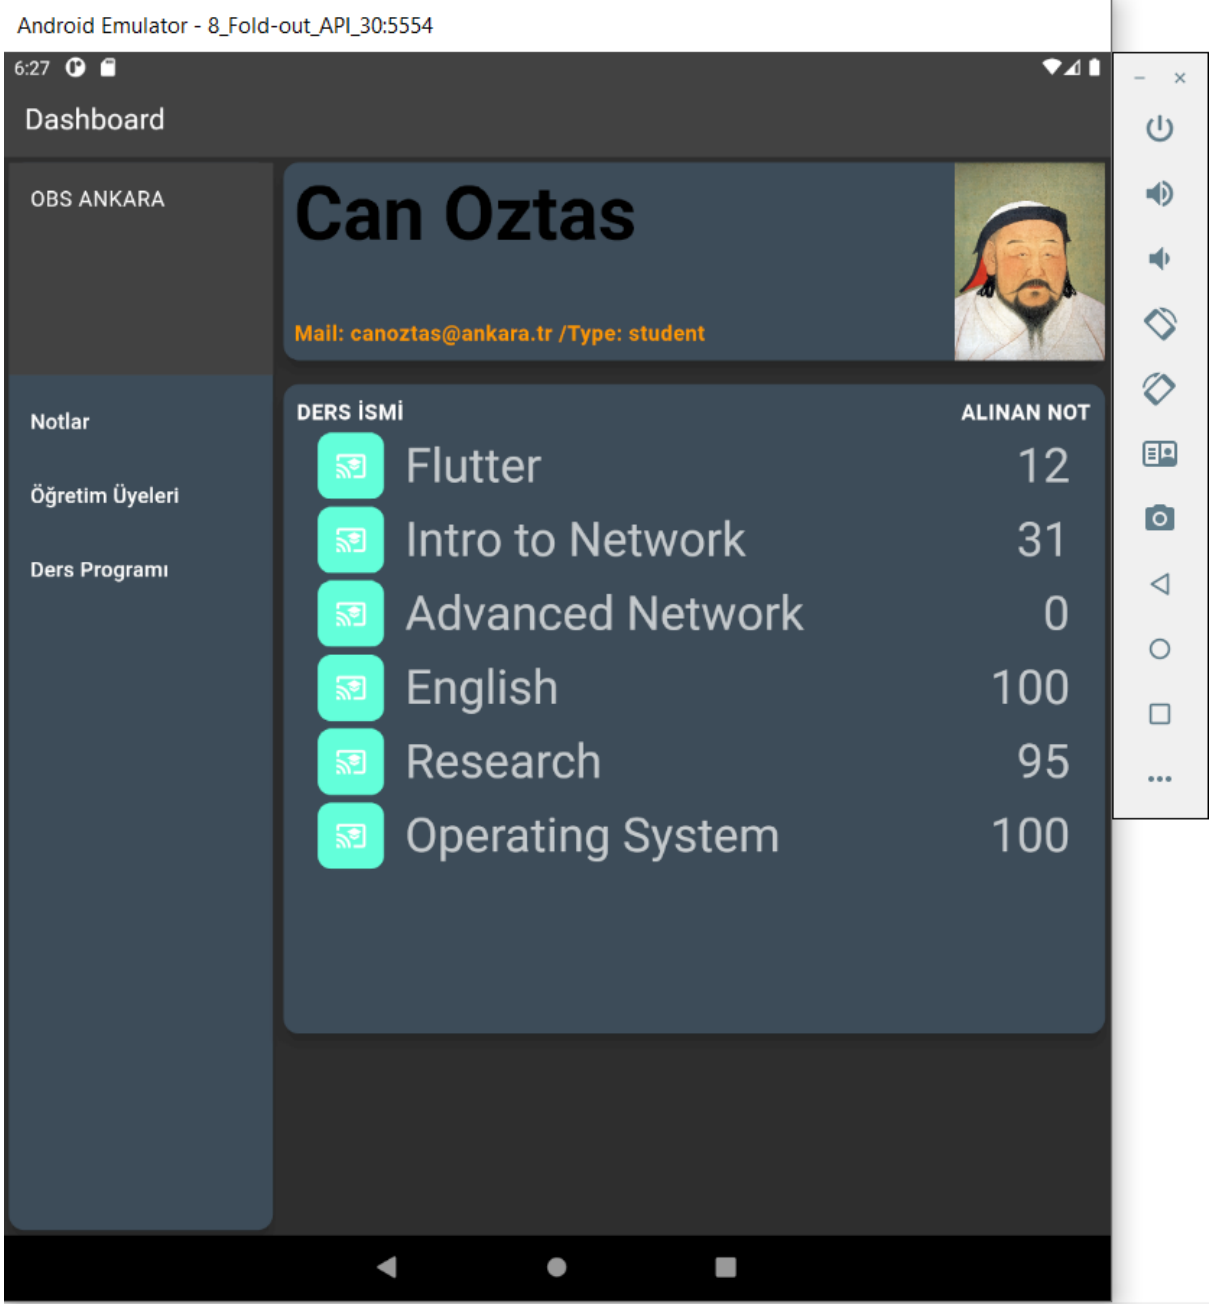 Android Emulator - 8_Fold-out_API_30:5554
6:27
Dashboard
OBS ANKARA
Notlar
Öğretim Üyeleri
Ders Programı
Can Oztas
Mail: canoztas@ankara.tr /Type: student
DERS İSMİ ALINAN NOT
Flutter 12
Intro to Network 31
Advanced Network 0
English 100
Research 95
Operating System 100